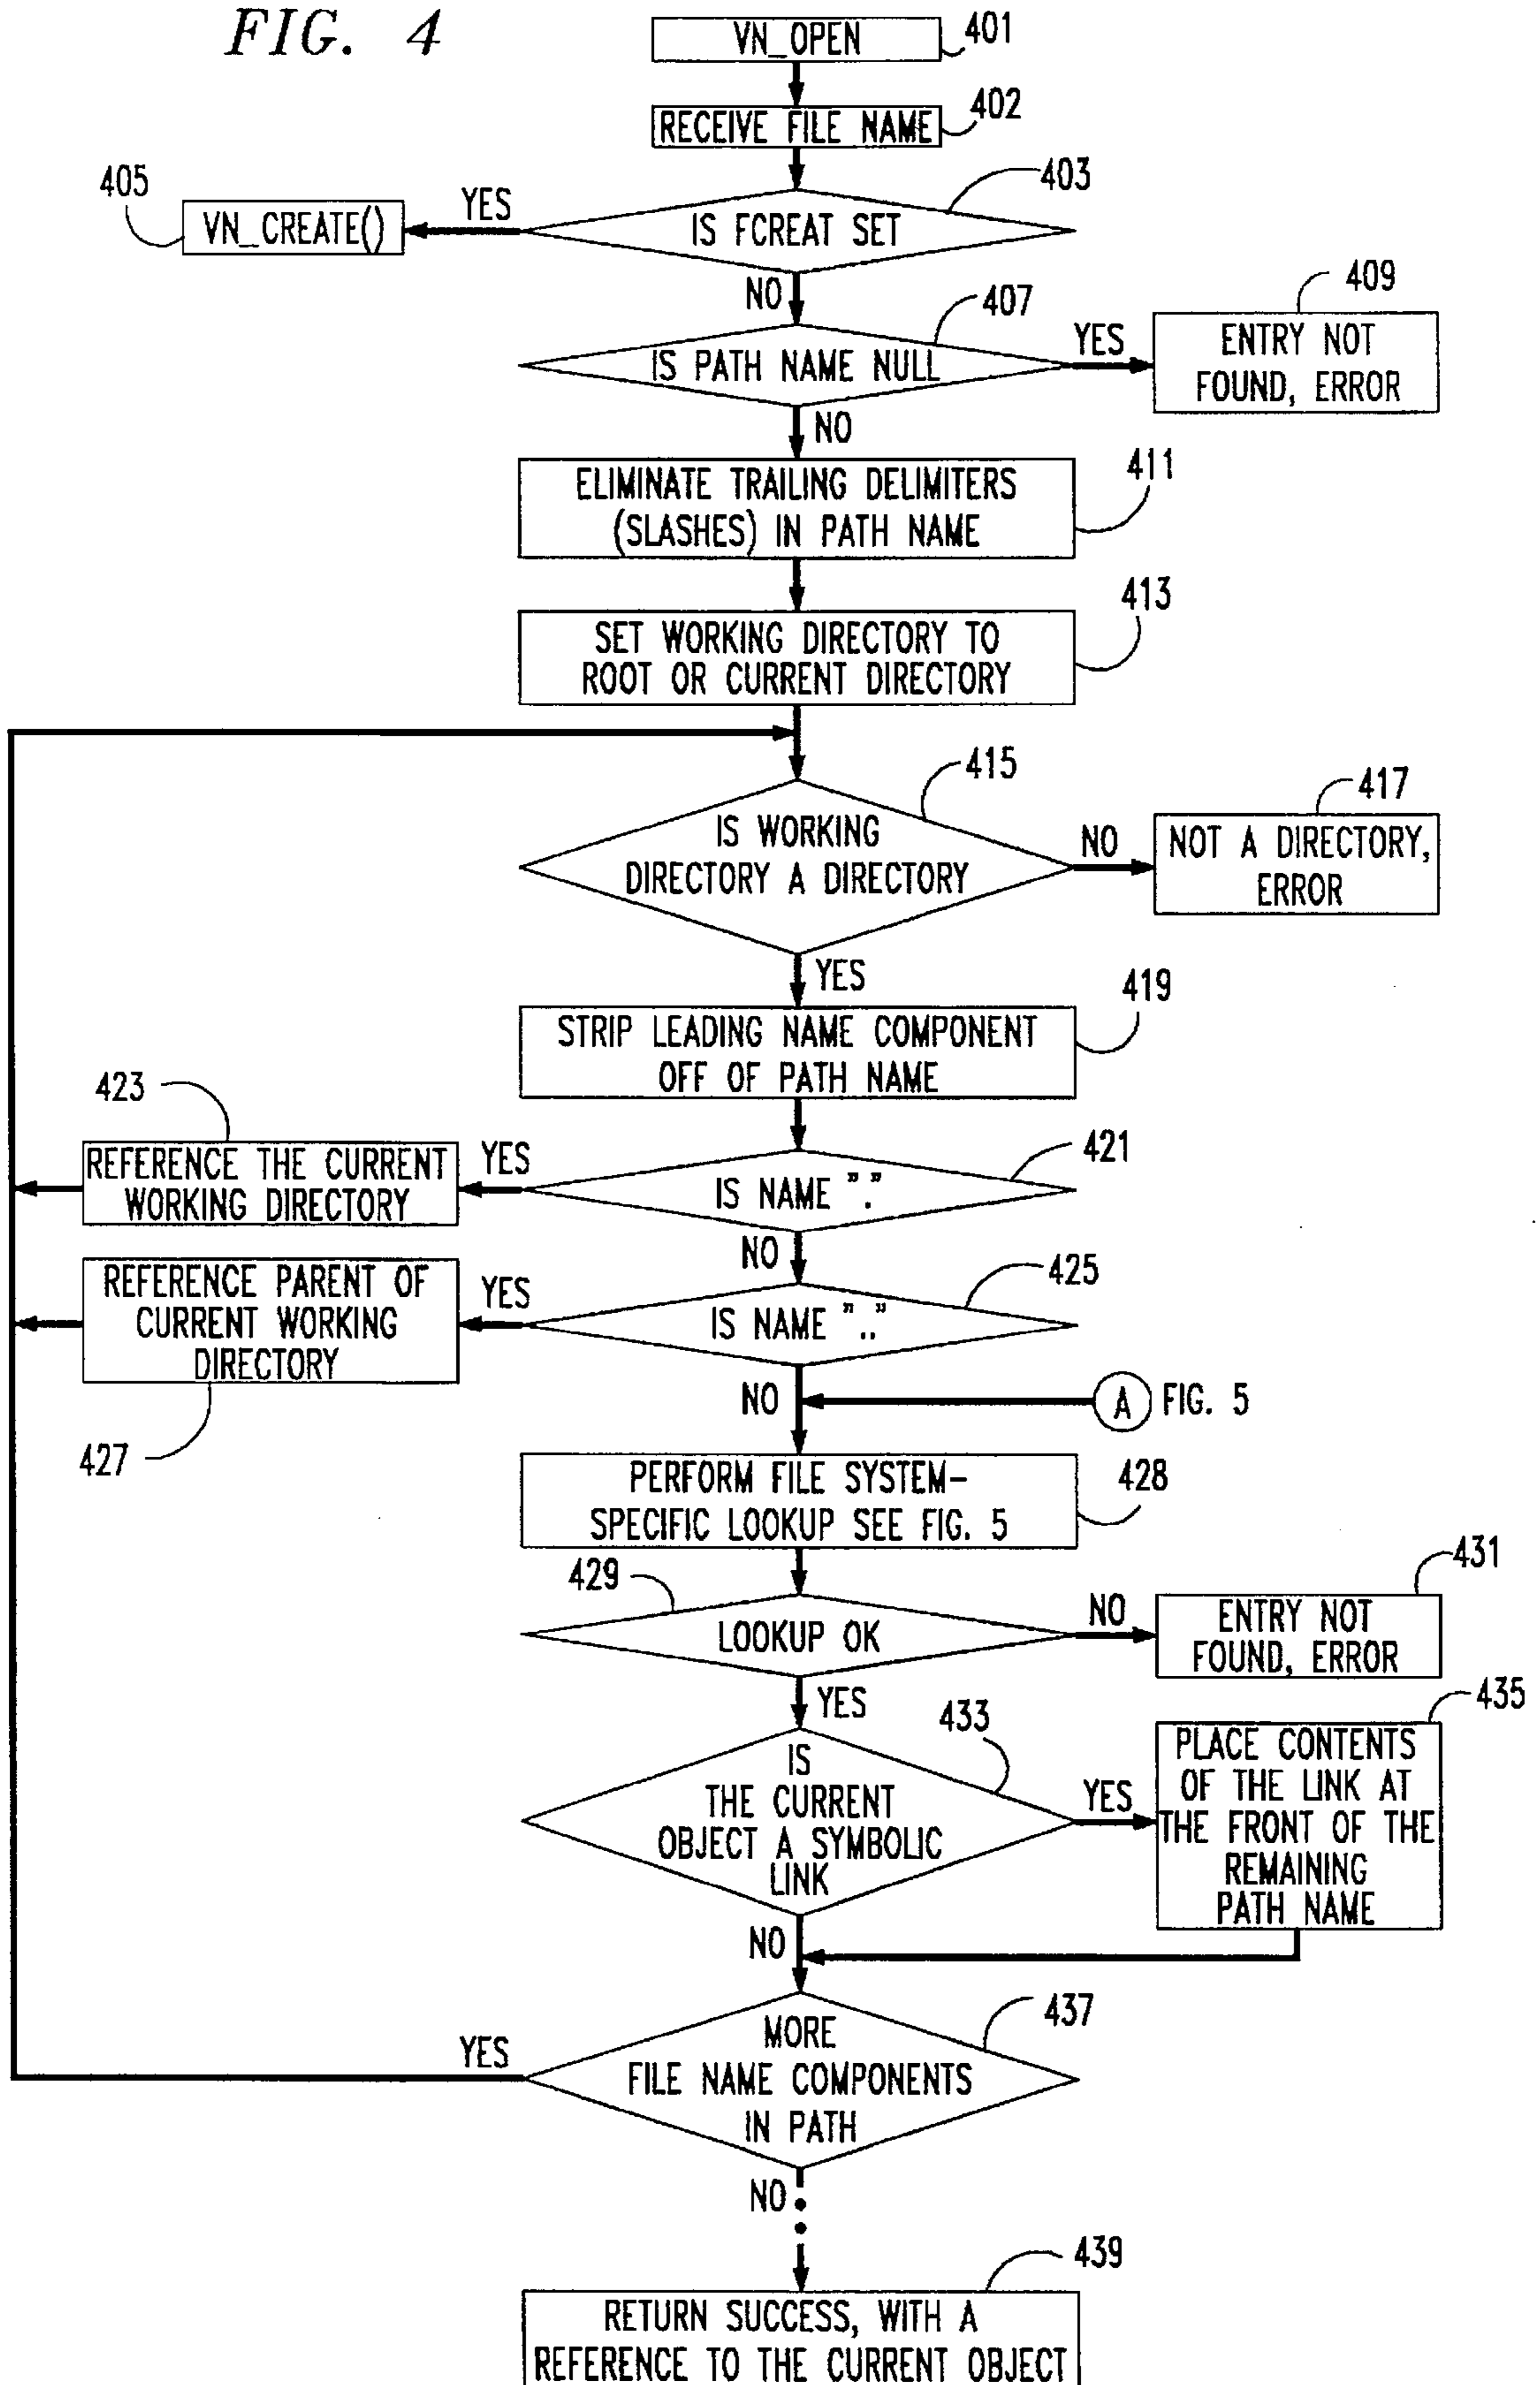 FIG. 4
VN_OPEN
401
RECEIVE FILE NAME
402
403
IS FCREAT SET
YES
405
VN_CREATE()
NO
407
IS PATH NAME NULL
YES
409
ENTRY NOT
FOUND, ERROR
NO
411
ELIMINATE TRAILING DELIMITERS
(SLASHES) IN PATH NAME
413
SET WORKING DIRECTORY TO
ROOT OR CURRENT DIRECTORY
415
IS WORKING
DIRECTORY A DIRECTORY
NO
417
NOT A DIRECTORY,
ERROR
YES
419
STRIP LEADING NAME COMPONENT
OFF OF PATH NAME
421
IS NAME "."
YES
423
REFERENCE THE CURRENT
WORKING DIRECTORY
NO
425
IS NAME ".."
YES
REFERENCE PARENT OF
CURRENT WORKING
DIRECTORY
427
NO
A FIG. 5
PERFORM FILE SYSTEM-
SPECIFIC LOOKUP SEE FIG. 5
428
429
LOOKUP OK
NO
431
ENTRY NOT
FOUND, ERROR
YES
433
IS
THE CURRENT
OBJECT A SYMBOLIC
LINK
YES
435
PLACE CONTENTS
OF THE LINK AT
THE FRONT OF THE
REMAINING
PATH NAME
NO
437
MORE
FILE NAME COMPONENTS
IN PATH
YES
NO
439
RETURN SUCCESS, WITH A
REFERENCE TO THE CURRENT OBJECT